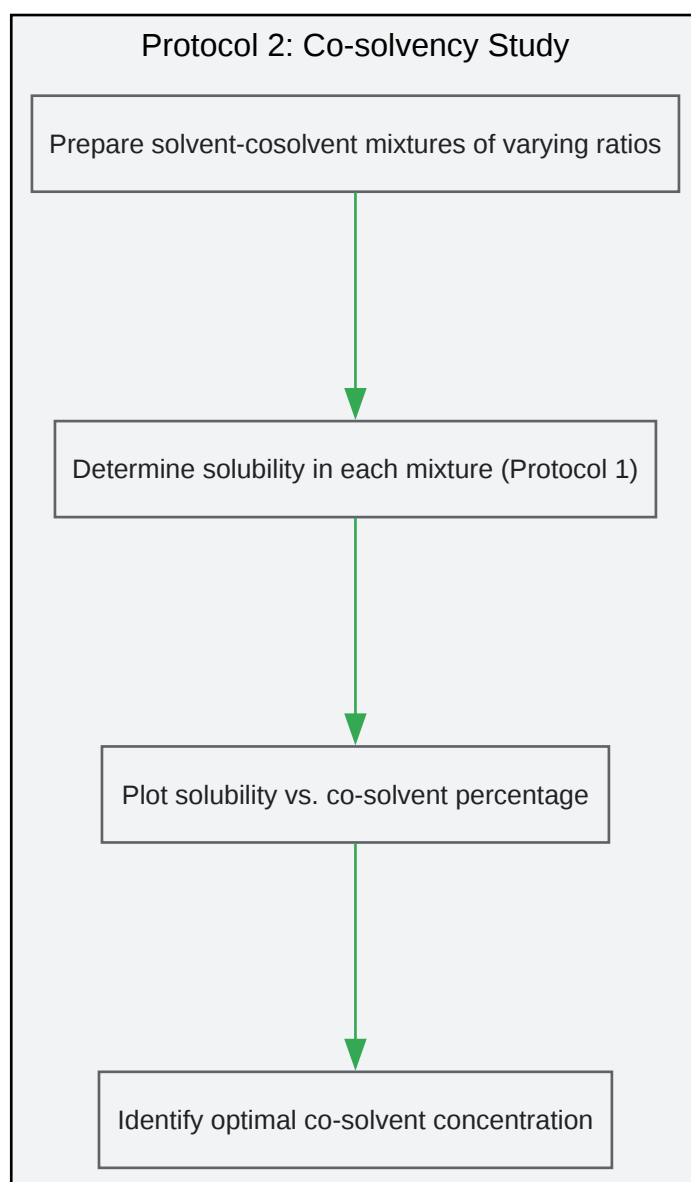 Protocol 2: Co-solvency Study
Prepare solvent-cosolvent mixtures of varying ratios
Determine solubility in each mixture (Protocol 1)
Plot solubility vs. co-solvent percentage
Identify optimal co-solvent concentration